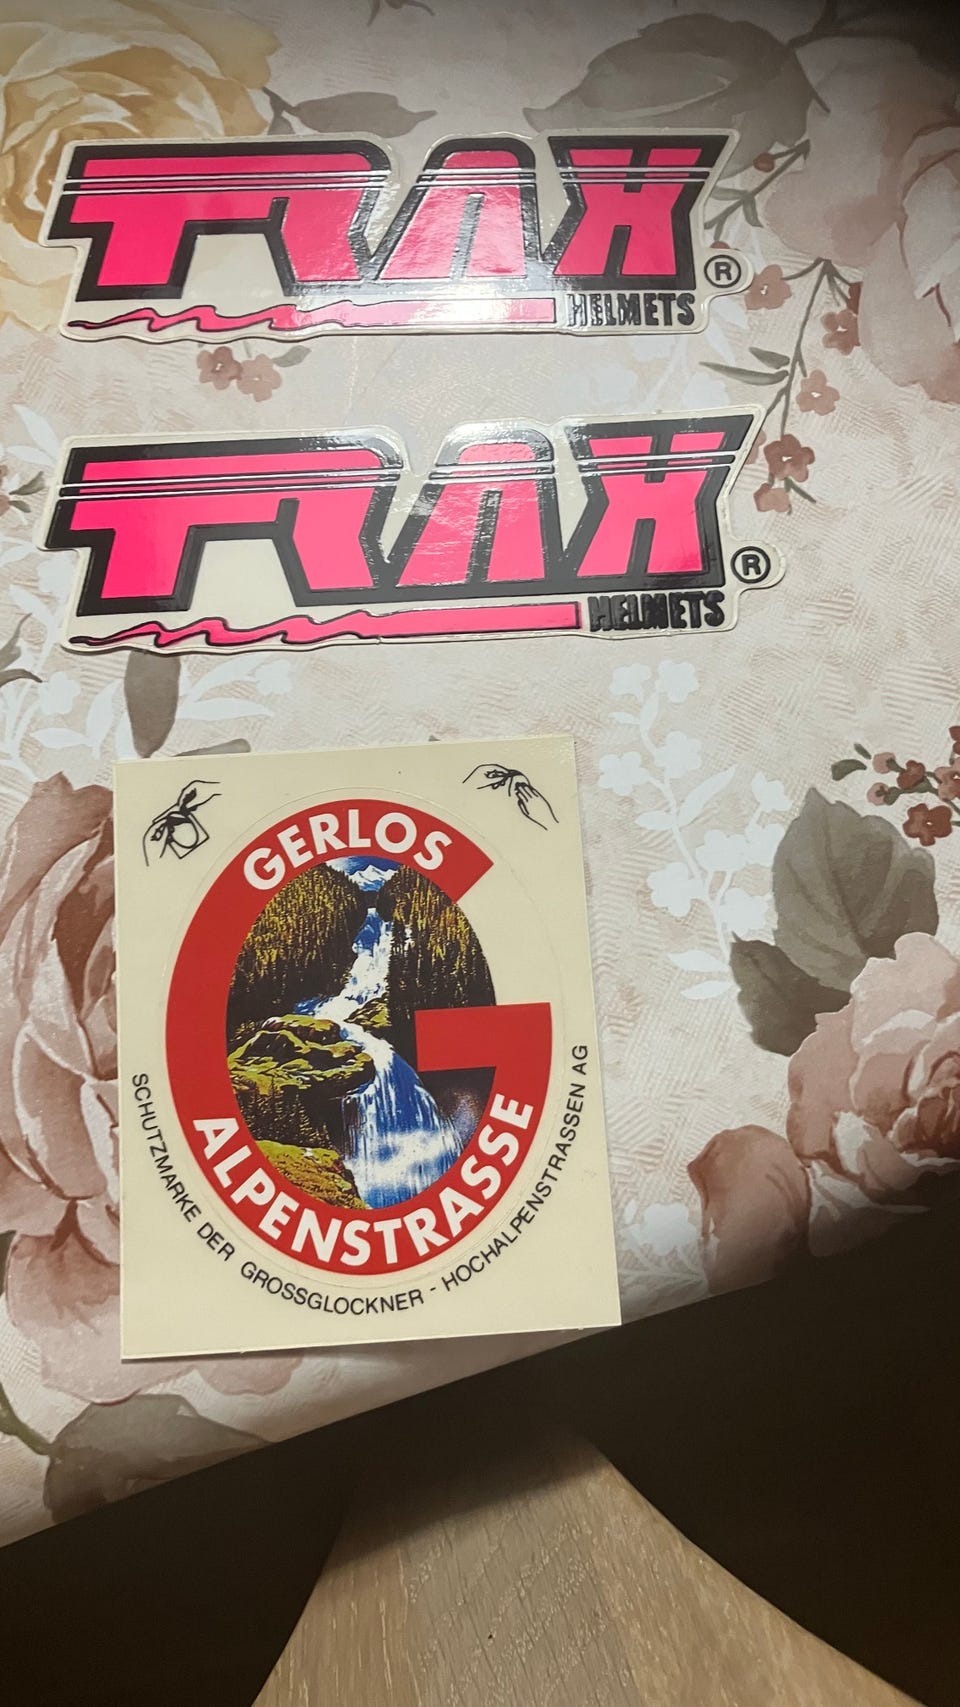 TRAX
HELMETS
®
TRAX
HELMETS
®
GERLOS
ALPENSTRASSE
SCHUTZMARKE DER GROSSGLOCKNER - HOCHALPENSTRASSEN AG